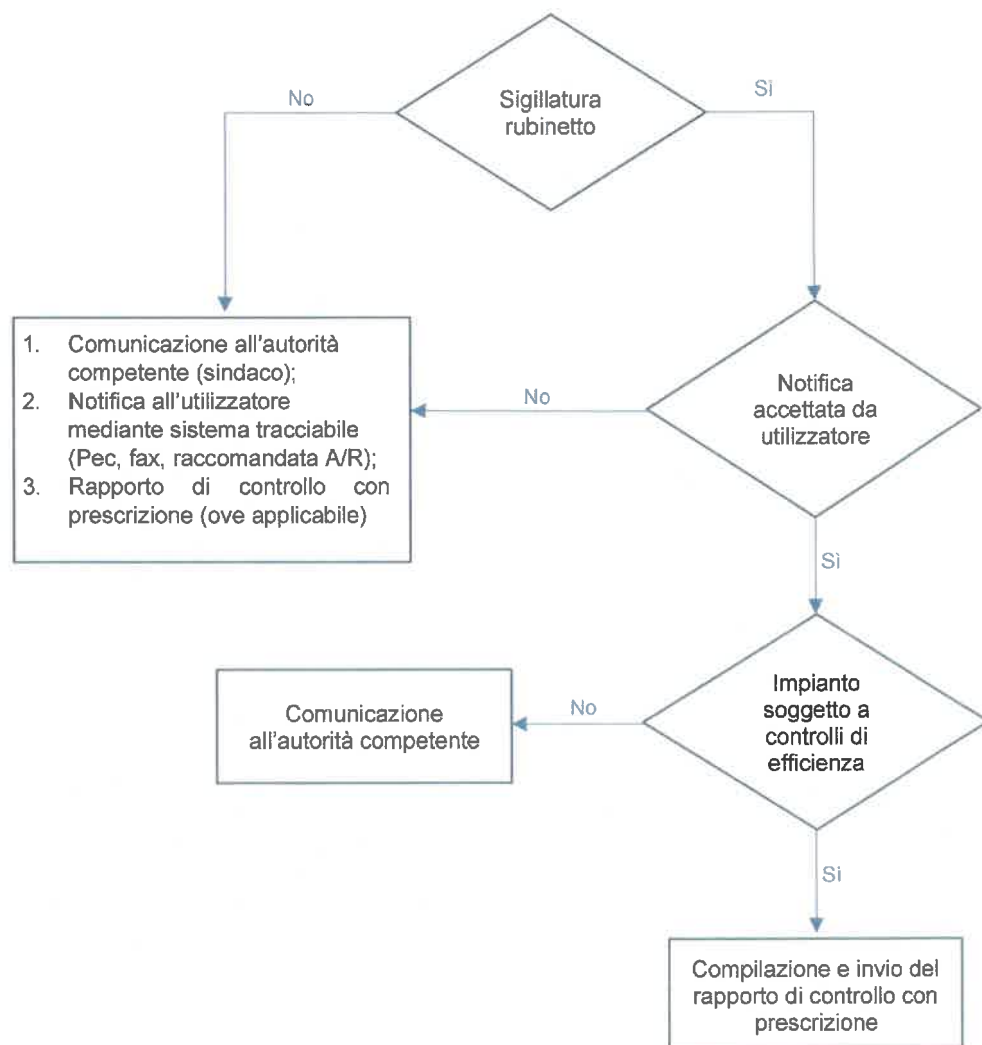 No
Sì
Sigillatura
rubinetto
1. Comunicazione all'autorità
competente (sindaco);
2. Notifica all'utilizzatore
mediante sistema tracciabile
(Pec, fax, raccomandata A/R);
3. Rapporto di controllo con
prescrizione (ove applicabile)
No
Notifica
accettata da
utilizzatore
Sì
Comunicazione
all'autorità competente
No
Impianto
soggetto a
controlli di
efficienza
Sì
Compilazione e invio del
rapporto di controllo con
prescrizione